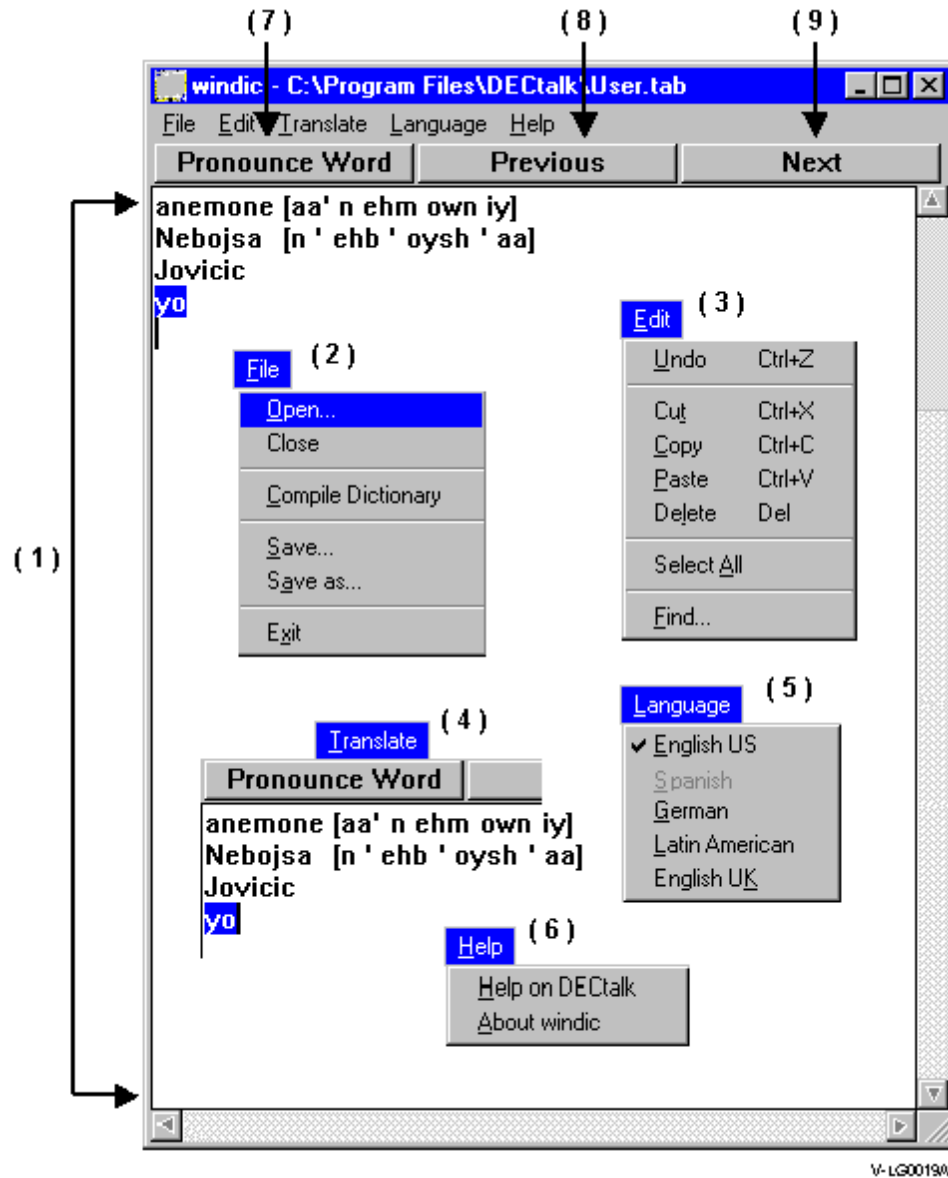 ( 7 ) ( 8 ) ( 9 )
windic - C:\Program Files\DECtalk\User.tab
File Edit Translate Language Help
Pronounce Word Previous Next
anemone [aa' n ehm own iy]
Nebojsa [n ' ehb ' oysh ' aa]
Jovicic
yo
( 1 )
File ( 2 )
Open...
Close
Compile Dictionary
Save...
Save as...
Exit
Edit ( 3 )
Undo Ctrl+Z
Cut Ctrl+X
Copy Ctrl+C
Paste Ctrl+V
Delete Del
Select All
Find...
Translate ( 4 )
Pronounce Word
anemone [aa' n ehm own iy]
Nebojsa [n ' ehb ' oysh ' aa]
Jovicic
yo
Language ( 5 )
English US
Spanish
German
Latin American
English UK
Help ( 6 )
Help on DECtalk
About windic